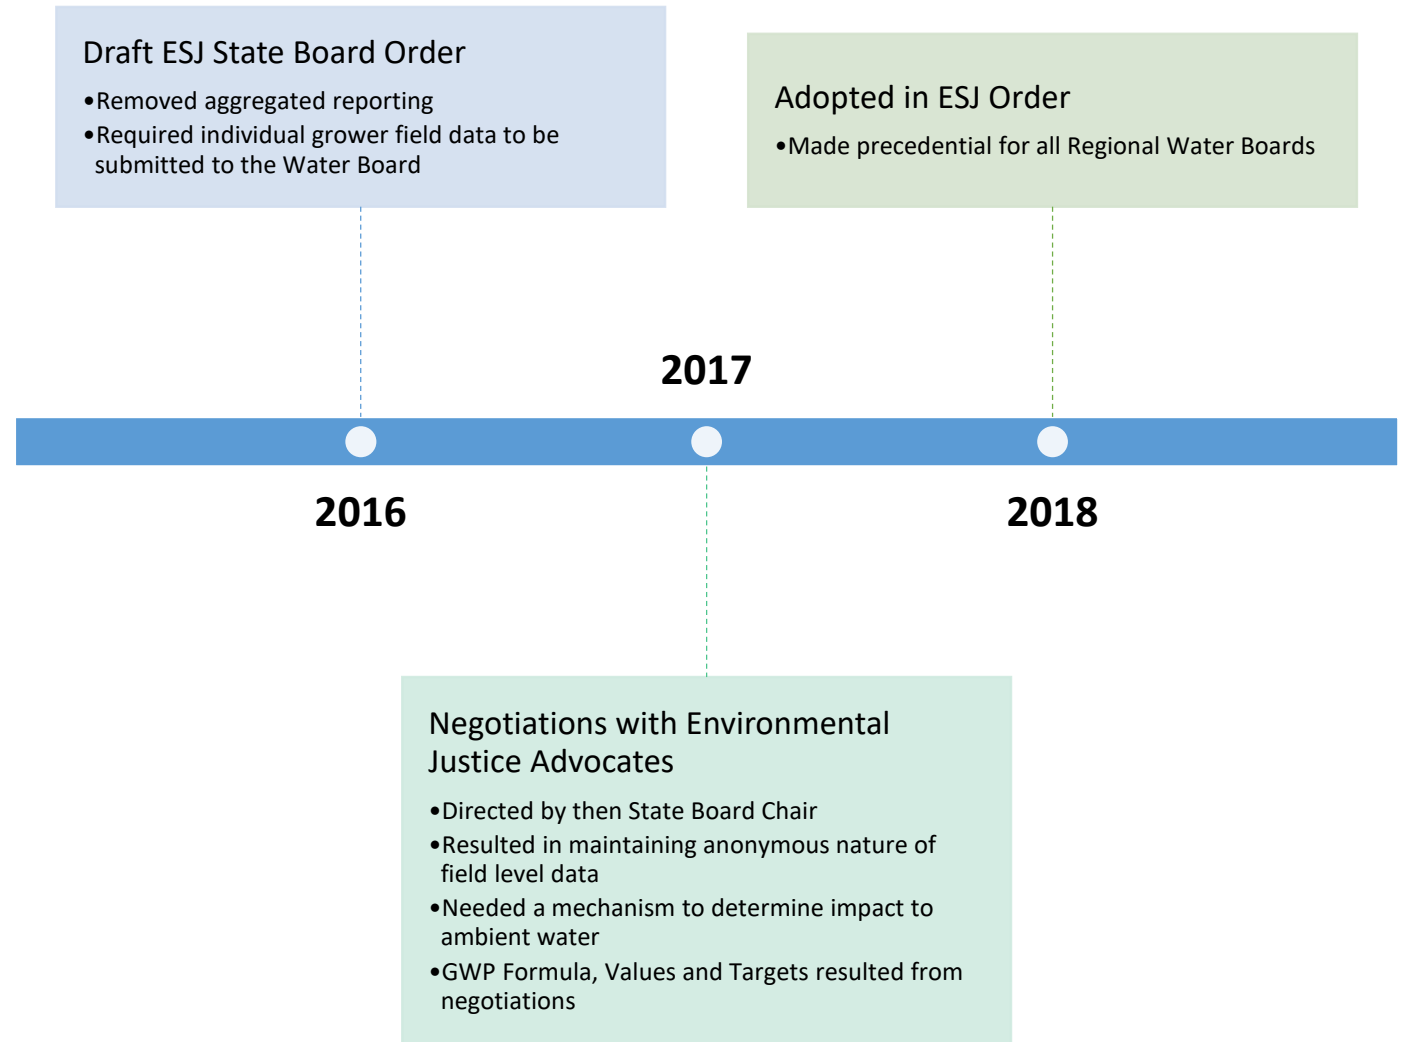 Draft ESJ State Board Order
•Removed aggregated reporting
•Required individual grower field data to be
submitted to the Water Board
Adopted in ESJ Order
•Made precedential for all Regional Water Boards
2017
2016
2018
Negotiations with Environmental
Justice Advocates
•Directed by then State Board Chair
•Resulted in maintaining anonymous nature of
field level data
•Needed a mechanism to determine impact to
ambient water
•GWP Formula, Values and Targets resulted from
negotiations